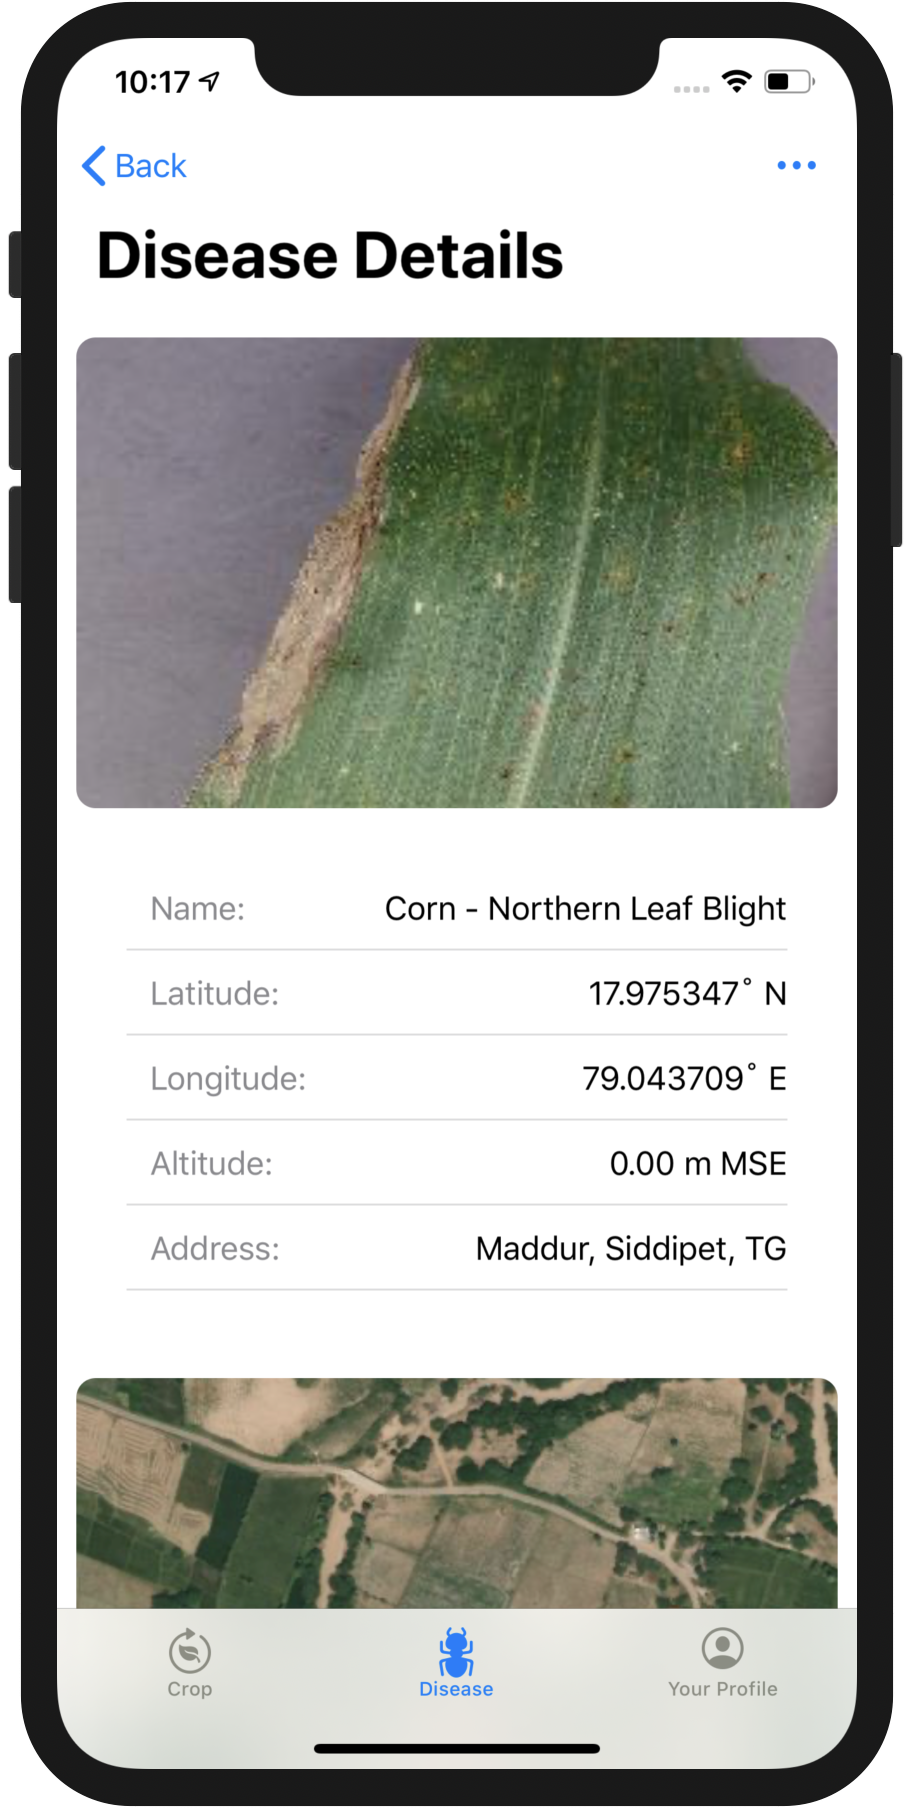 10:17
Back
Disease Details
Name: Corn - Northern Leaf Blight
Latitude: 17.975347° N
Longitude: 79.043709° E
Altitude: 0.00 m MSE
Address: Maddur, Siddipet, TG
Crop Disease Your Profile